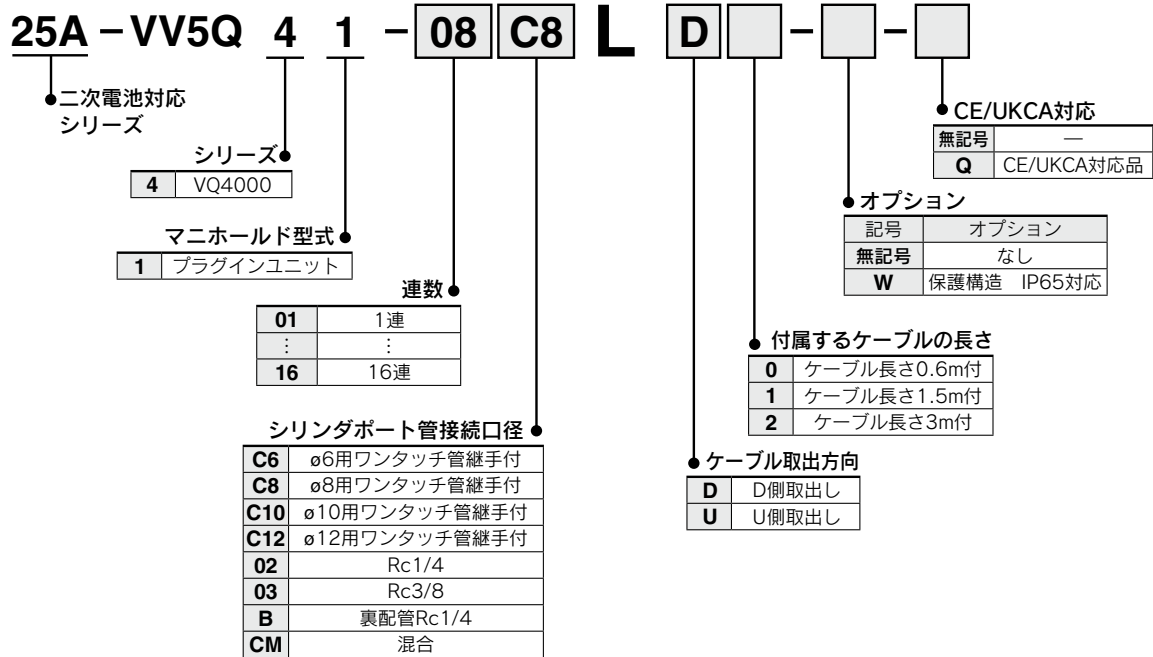 25A－VV5Q 4 1 －08 C8 L D － －
二次電池対応
シリーズ
シリーズ
4 VQ4000
マニホールド型式
1 プラグインユニット
連数
01 1連
⋮ ⋮
16 16連
シリンダポート管接続口径
C6 ø6用ワンタッチ管継手付
C8 ø8用ワンタッチ管継手付
C10 ø10用ワンタッチ管継手付
C12 ø12用ワンタッチ管継手付
02 Rc1/4
03 Rc3/8
B 裏配管Rc1/4
CM 混合
CE/UKCA対応
無記号 ―
Q CE/UKCA対応品
オプション
記号 オプション
無記号 なし
W 保護構造 IP65対応
付属するケーブルの長さ
0 ケーブル長さ0.6m付
1 ケーブル長さ1.5m付
2 ケーブル長さ3m付
ケーブル取出方向
D D側取出し
U U側取出し